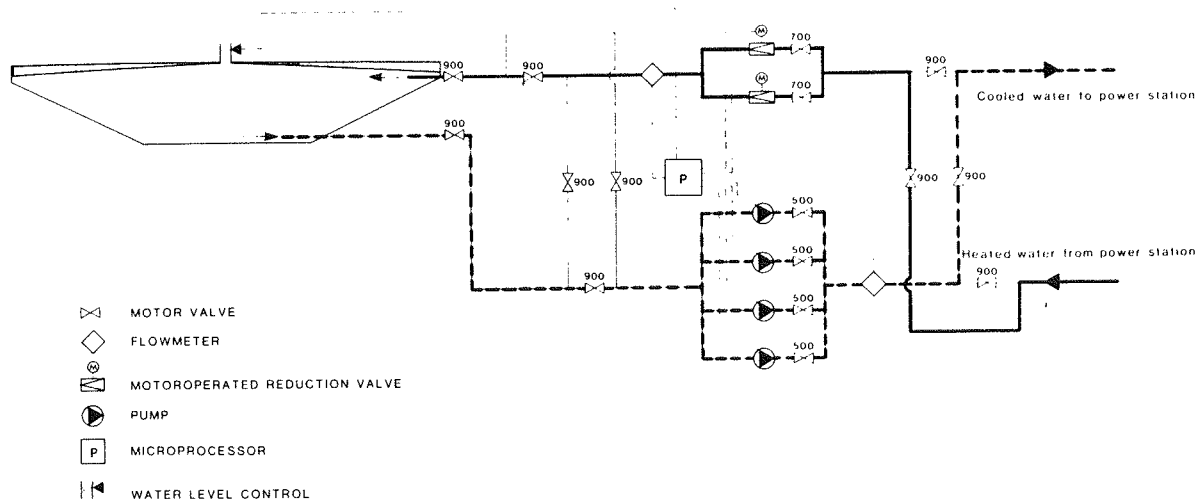 M
700
900
900
900
M
700
Cooled water to power station
900
900
900
P
900
900
500
500
Heated water from power station
900
900
500
500
MOTOR VALVE
FLOWMETER
M
MOTOROPERATED REDUCTION VALVE
PUMP
P
MICROPROCESSOR
WATER LEVEL CONTROL